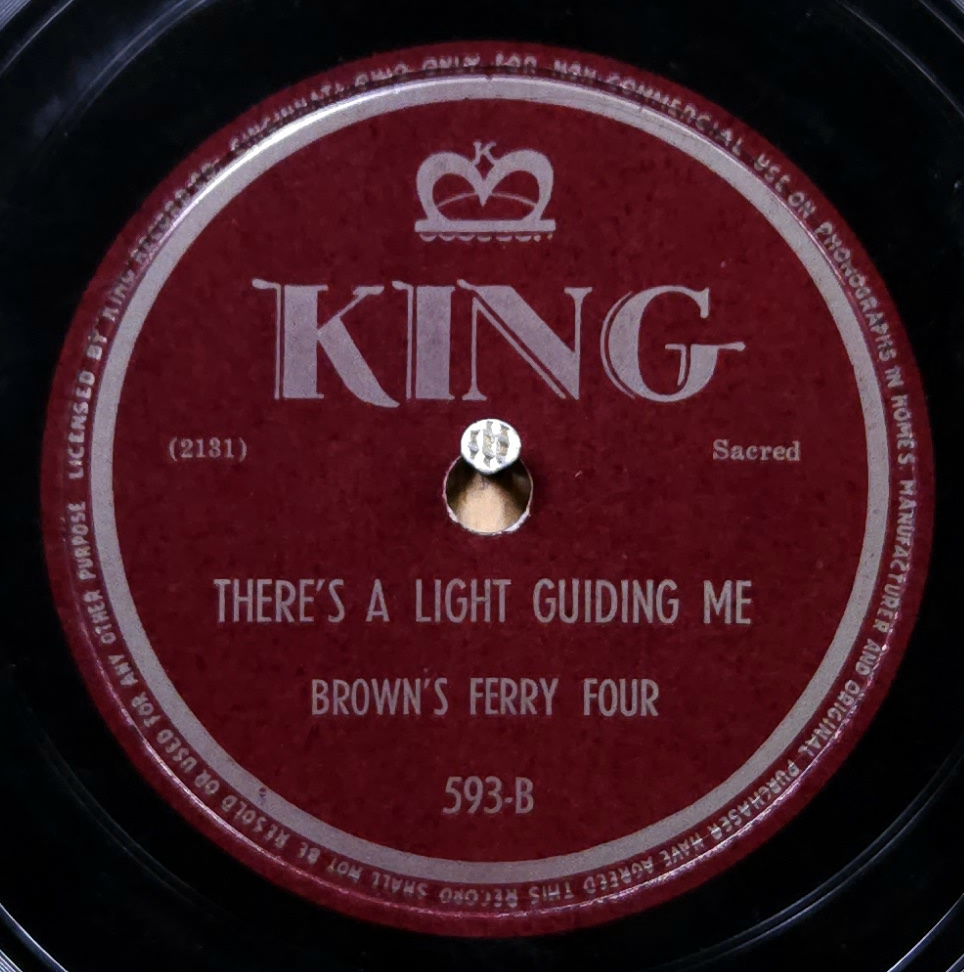 K
KING
(2131) Sacred
THERE'S A LIGHT GUIDING ME
BROWN'S FERRY FOUR
593-B
LICENSED BY KING RECORD CO., CINCINNATI, OHIO ONLY FOR NON-COMMERCIAL USE ON PHONOGRAPHS IN HOMES. MANUFACTURER AND ORIGINAL PURCHASER HAVE AGREED THIS RECORD SHALL NOT BE RESOLD OR USED FOR ANY OTHER PURPOSE